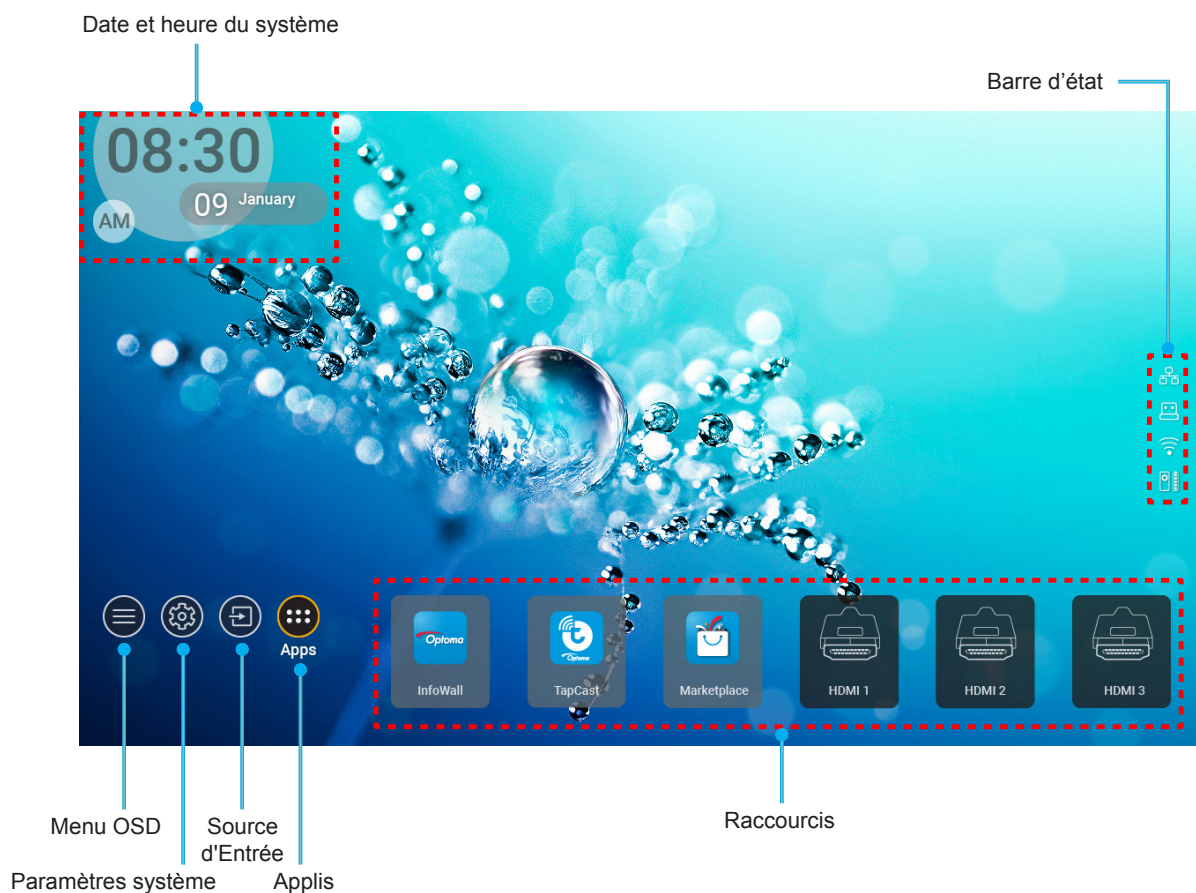 Date et heure du système
Barre d’état
08:30
09 January
AM
Apps
Optoma
InfoWall
Optoma
TapCast
Marketplace
HDMI 1
HDMI 2
HDMI 3
Menu OSD
Source
d'Entrée
Raccourcis
Paramètres système
Applis